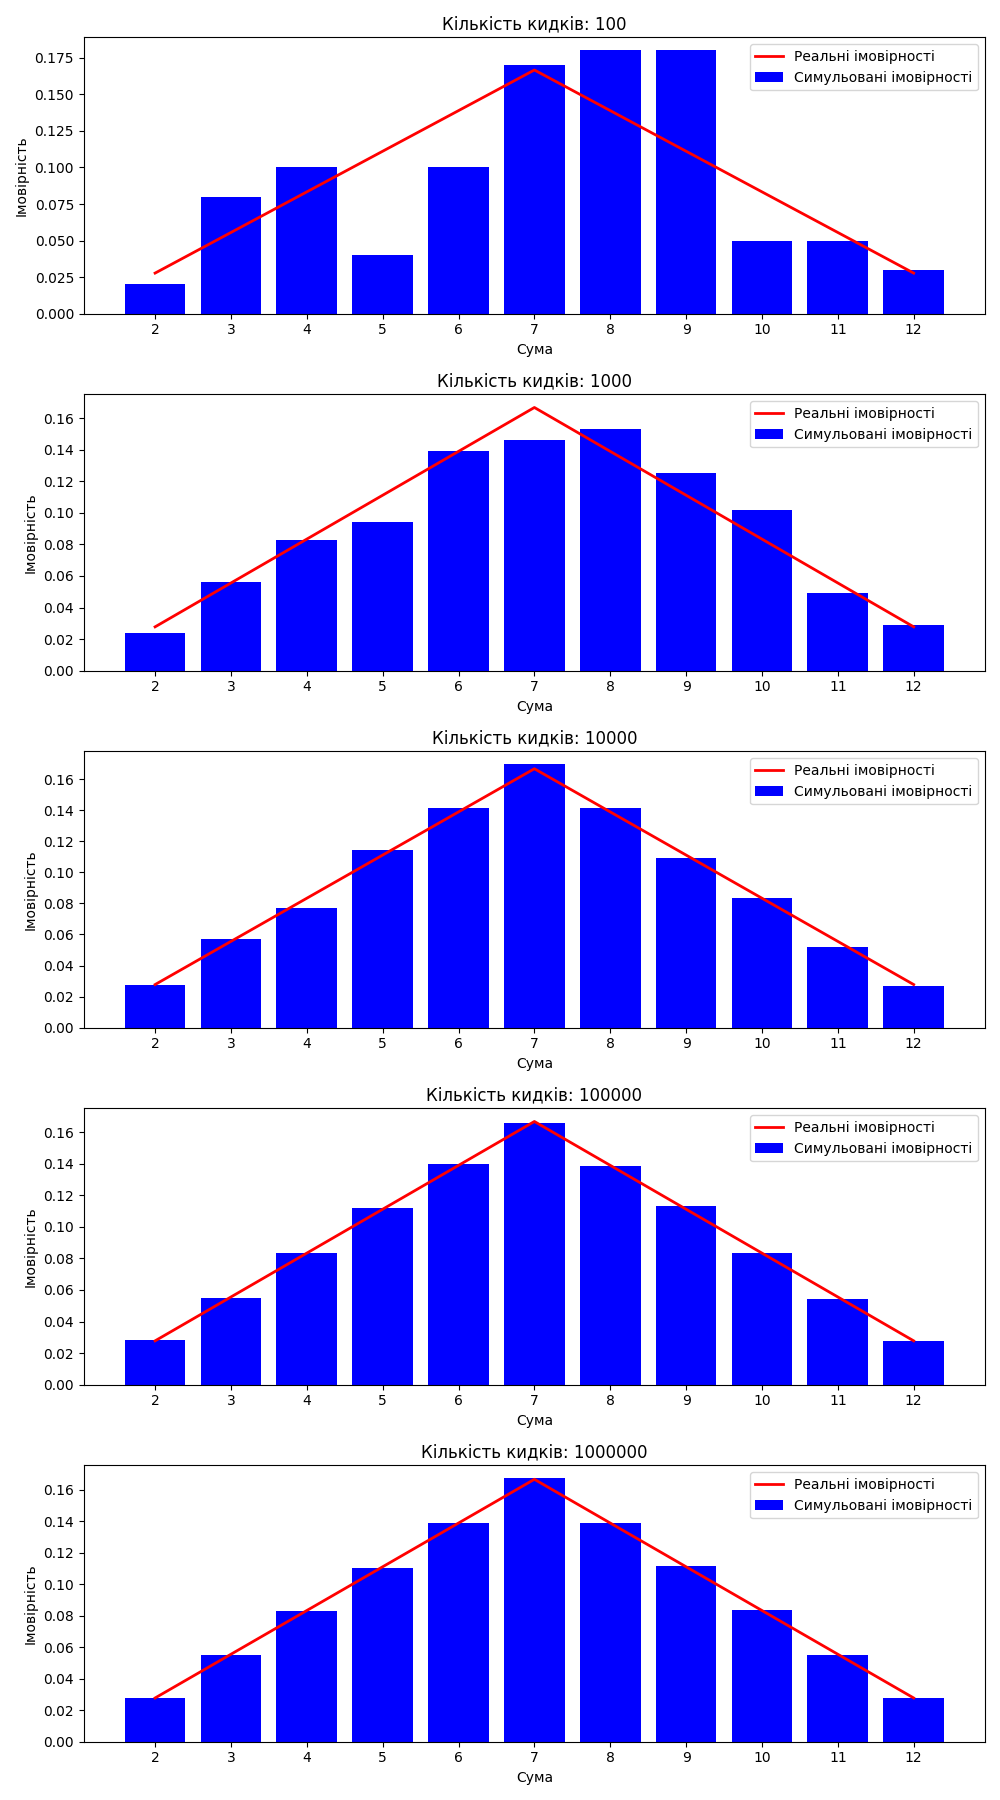 Кількість кидків: 100
Реальні імовірності
Симульовані імовірності
Імовірність
0.175
0.150
0.125
0.100
0.075
0.050
0.025
0.000
2 3 4 5 6 7 8 9 10 11 12
Сума
Кількість кидків: 1000
Реальні імовірності
Симульовані імовірності
Імовірність
0.16
0.14
0.12
0.10
0.08
0.06
0.04
0.02
0.00
2 3 4 5 6 7 8 9 10 11 12
Сума
Кількість кидків: 10000
Реальні імовірності
Симульовані імовірності
Імовірність
0.16
0.14
0.12
0.10
0.08
0.06
0.04
0.02
0.00
2 3 4 5 6 7 8 9 10 11 12
Сума
Кількість кидків: 100000
Реальні імовірності
Симульовані імовірності
Імовірність
0.16
0.14
0.12
0.10
0.08
0.06
0.04
0.02
0.00
2 3 4 5 6 7 8 9 10 11 12
Сума
Кількість кидків: 1000000
Реальні імовірності
Симульовані імовірності
Імовірність
0.16
0.14
0.12
0.10
0.08
0.06
0.04
0.02
0.00
2 3 4 5 6 7 8 9 10 11 12
Сума